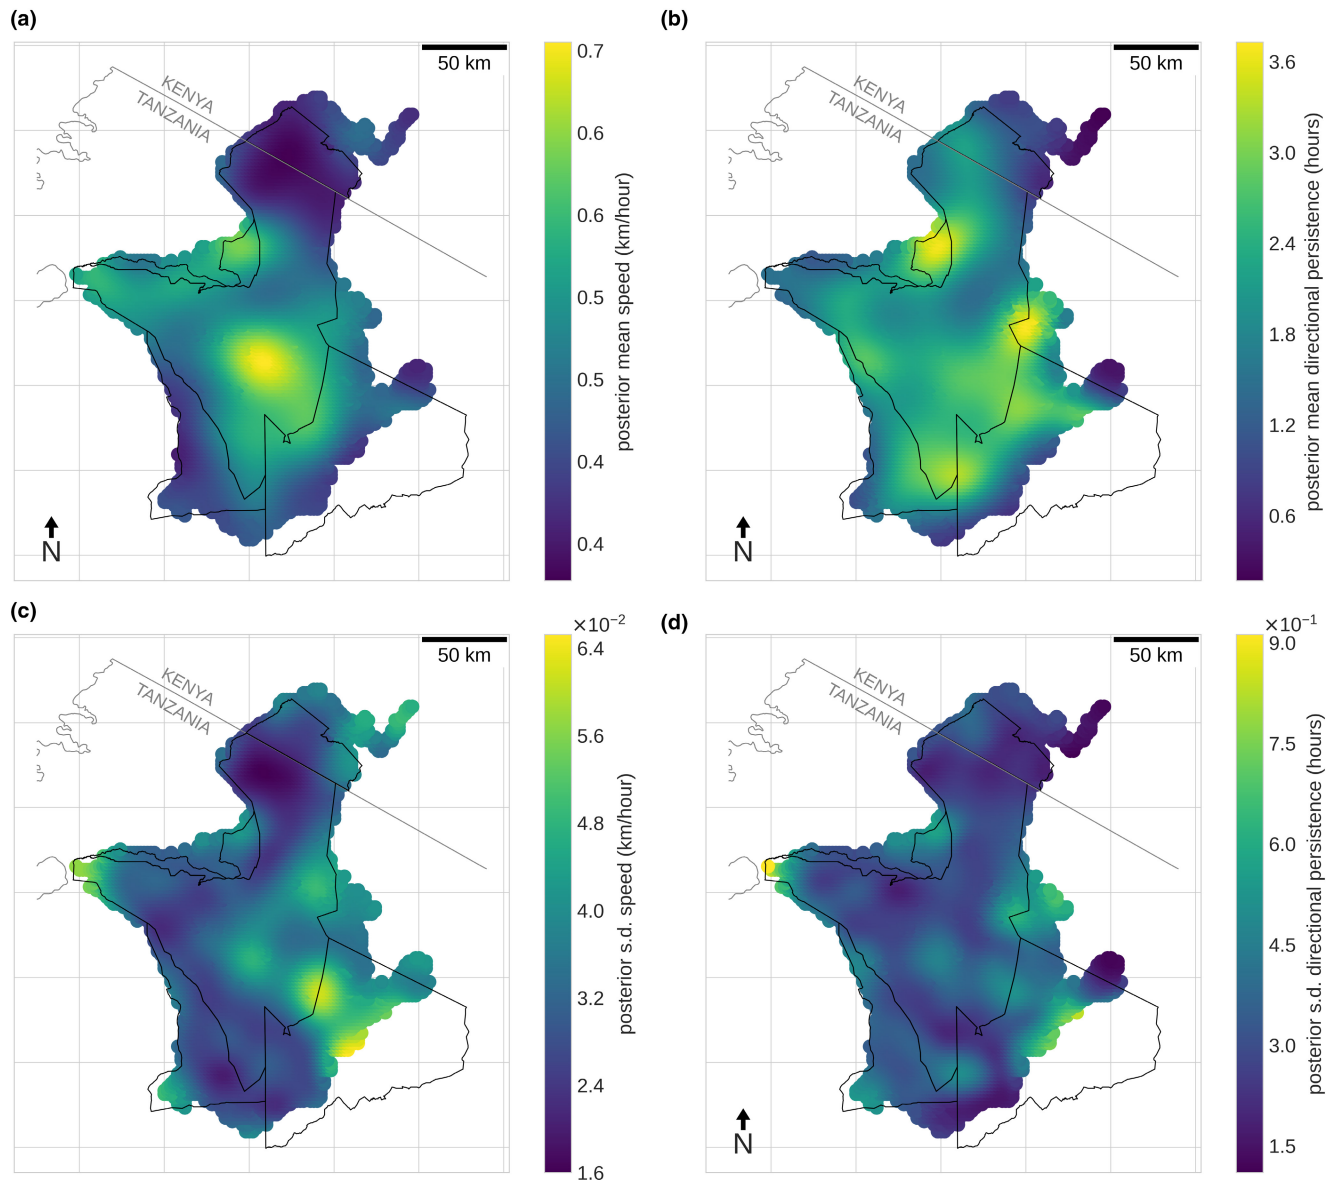 (a)
50 km
KENYA
TANZANIA
N
0.7
0.6
0.6
0.5
0.5
0.4
0.4
posterior mean speed (km/hour)
(b)
50 km
KENYA
TANZANIA
N
3.6
3.0
2.4
1.8
1.2
0.6
posterior mean directional persistence (hours)
(c)
50 km
KENYA
TANZANIA
×10−2
6.4
5.6
4.8
4.0
3.2
2.4
1.6
posterior s.d. speed (km/hour)
(d)
50 km
KENYA
TANZANIA
N
×10−1
9.0
7.5
6.0
4.5
3.0
1.5
posterior s.d. directional persistence (hours)